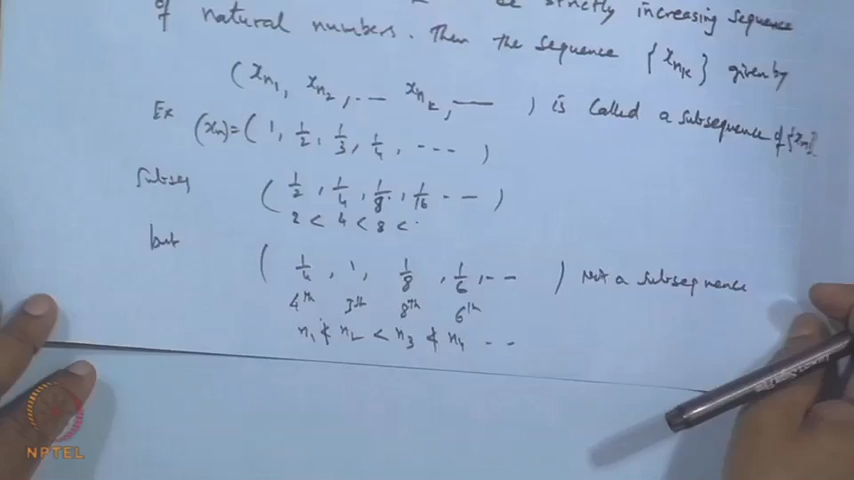 of natural numbers. Then the sequence {x_{n_k}} given by
strictly increasing sequence
(x_{n_1}, x_{n_2}, --- x_{n_k}, —— ) is called a subsequence of {x_n}
Ex (x_n) = ( 1, 1/2, 1/3, 1/4, --- )
Subseq ( 1/2, 1/4, 1/8, 1/16 -- — )
2 < 4 < 8 < .
but ( 1/4, 1, 1/8, 1/6, -- ) Not a subsequence
4th 3th 8th 6th
n_1 ≮ n_2 < n_3 ≮ n_4 --
NPTEL